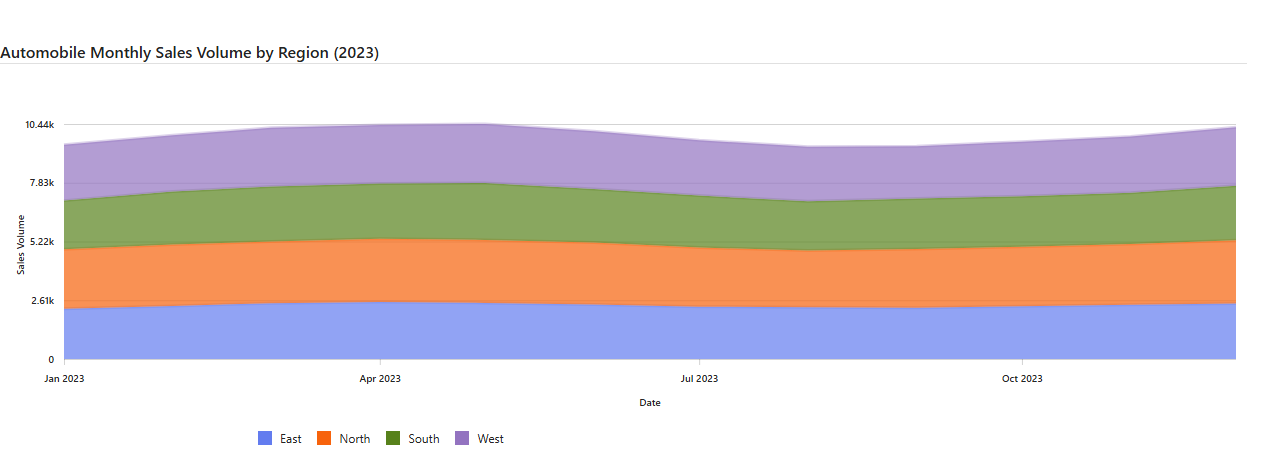 Automobile Monthly Sales Volume by Region (2023)
10.44k
7.83k
5.22k
2.61k
0
Sales Volume
Jan 2023 Apr 2023 Jul 2023 Oct 2023
Date
East North South West